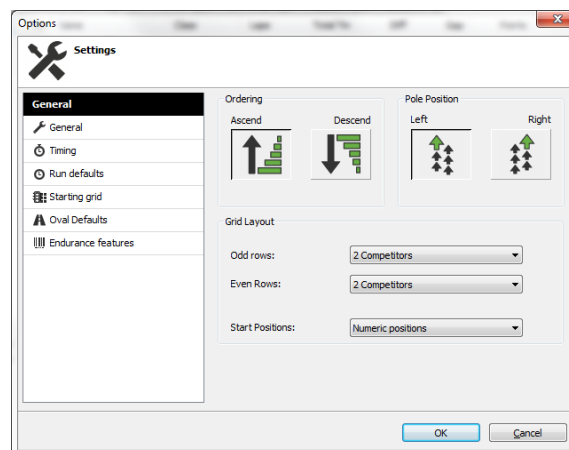 Options
Settings
General
General
Timing
Run defaults
Starting grid
Oval Defaults
Endurance features
Ordering
Ascend Descend
Pole Position
Left Right
Grid Layout
Odd rows: 2 Competitors
Even Rows: 2 Competitors
Start Positions: Numeric positions
OK Cancel